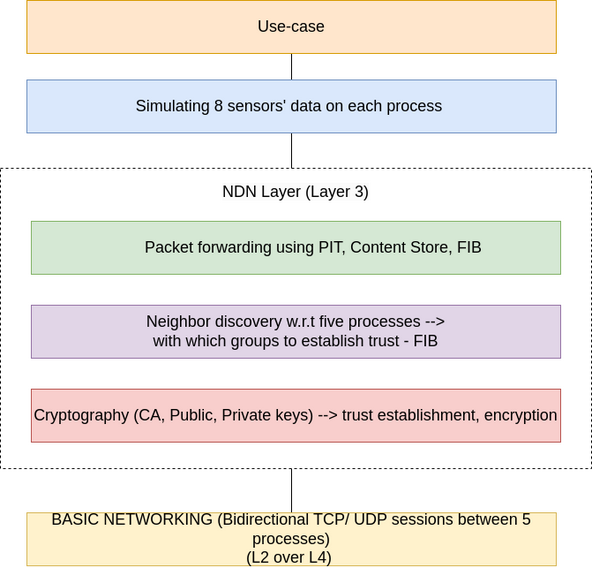 Use-case
Simulating 8 sensors' data on each process
NDN Layer (Layer 3)
Packet forwarding using PIT, Content Store, FIB
Neighbor discovery w.r.t five processes -->
with which groups to establish trust - FIB
Cryptography (CA, Public, Private keys) --> trust establishment, encryption
BASIC NETWORKING (Bidirectional TCP/ UDP sessions between 5
processes)
(L2 over L4)